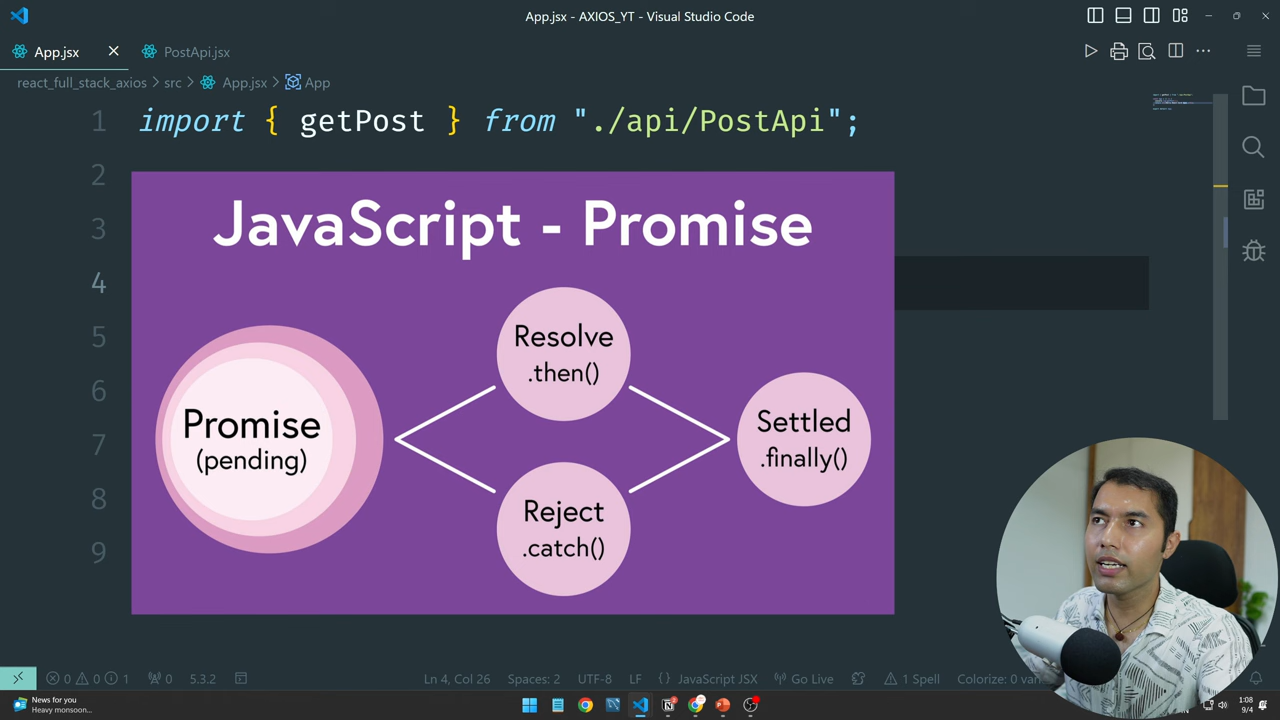 App.jsx - AXIOS_YT - Visual Studio Code
App.jsx
PostApi.jsx
react_full_stack_axios > src > App.jsx > App
1 import { getPost } from "./api/PostApi";
2
3
4
5
6
7
8
9
JavaScript - Promise
Promise
(pending)
Resolve
.then()
Reject
.catch()
Settled
.finally()
0 0 1
0
5.3.2
Ln 4, Col 26
Spaces: 2
UTF-8
LF
{ } JavaScript JSX
Go Live
1 Spell
Colorize: 0
News for you
Heavy monsoon...
1:08
9/4